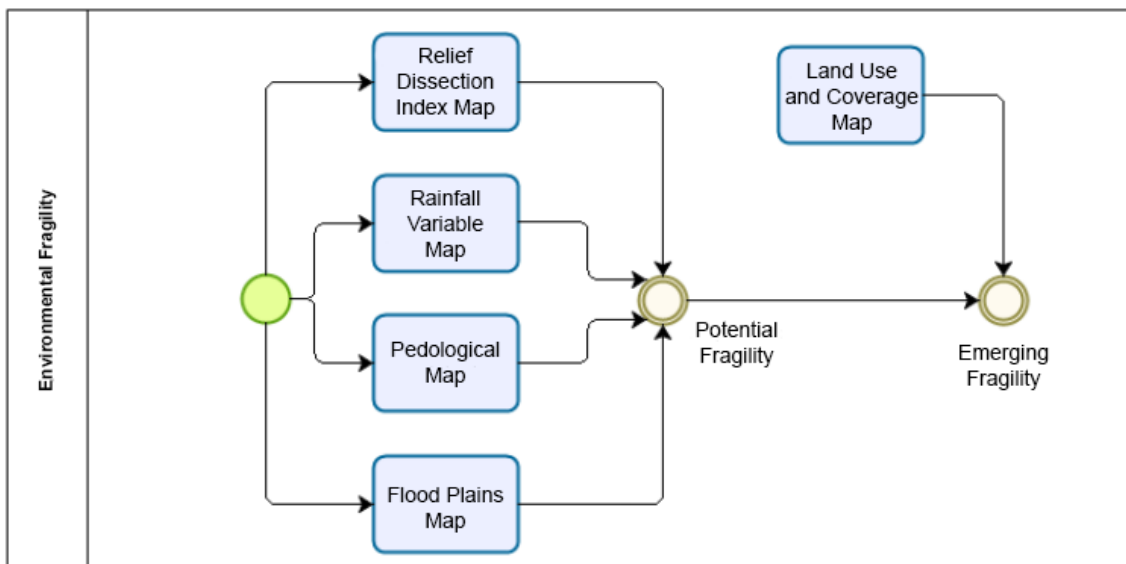 Environmental Fragility
Relief
Dissection
Index Map
Rainfall
Variable
Map
Pedological
Map
Flood Plains
Map
Potential
Fragility
Land Use
and Coverage
Map
Emerging
Fragility